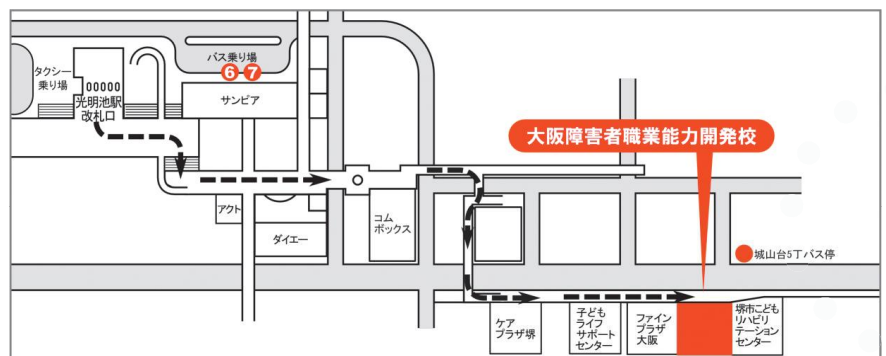 タクシー
乗り場
光明池駅
改札口
バス乗り場
6 7
サンピア
大阪障害者職業能力開発校
アクト
ダイエー
コム
ボックス
城山台5丁バス停
ケア
プラザ堺
子ども
ライフ
サポート
センター
ファイン
プラザ
大阪
堺市こども
リハビリ
テーション
センター